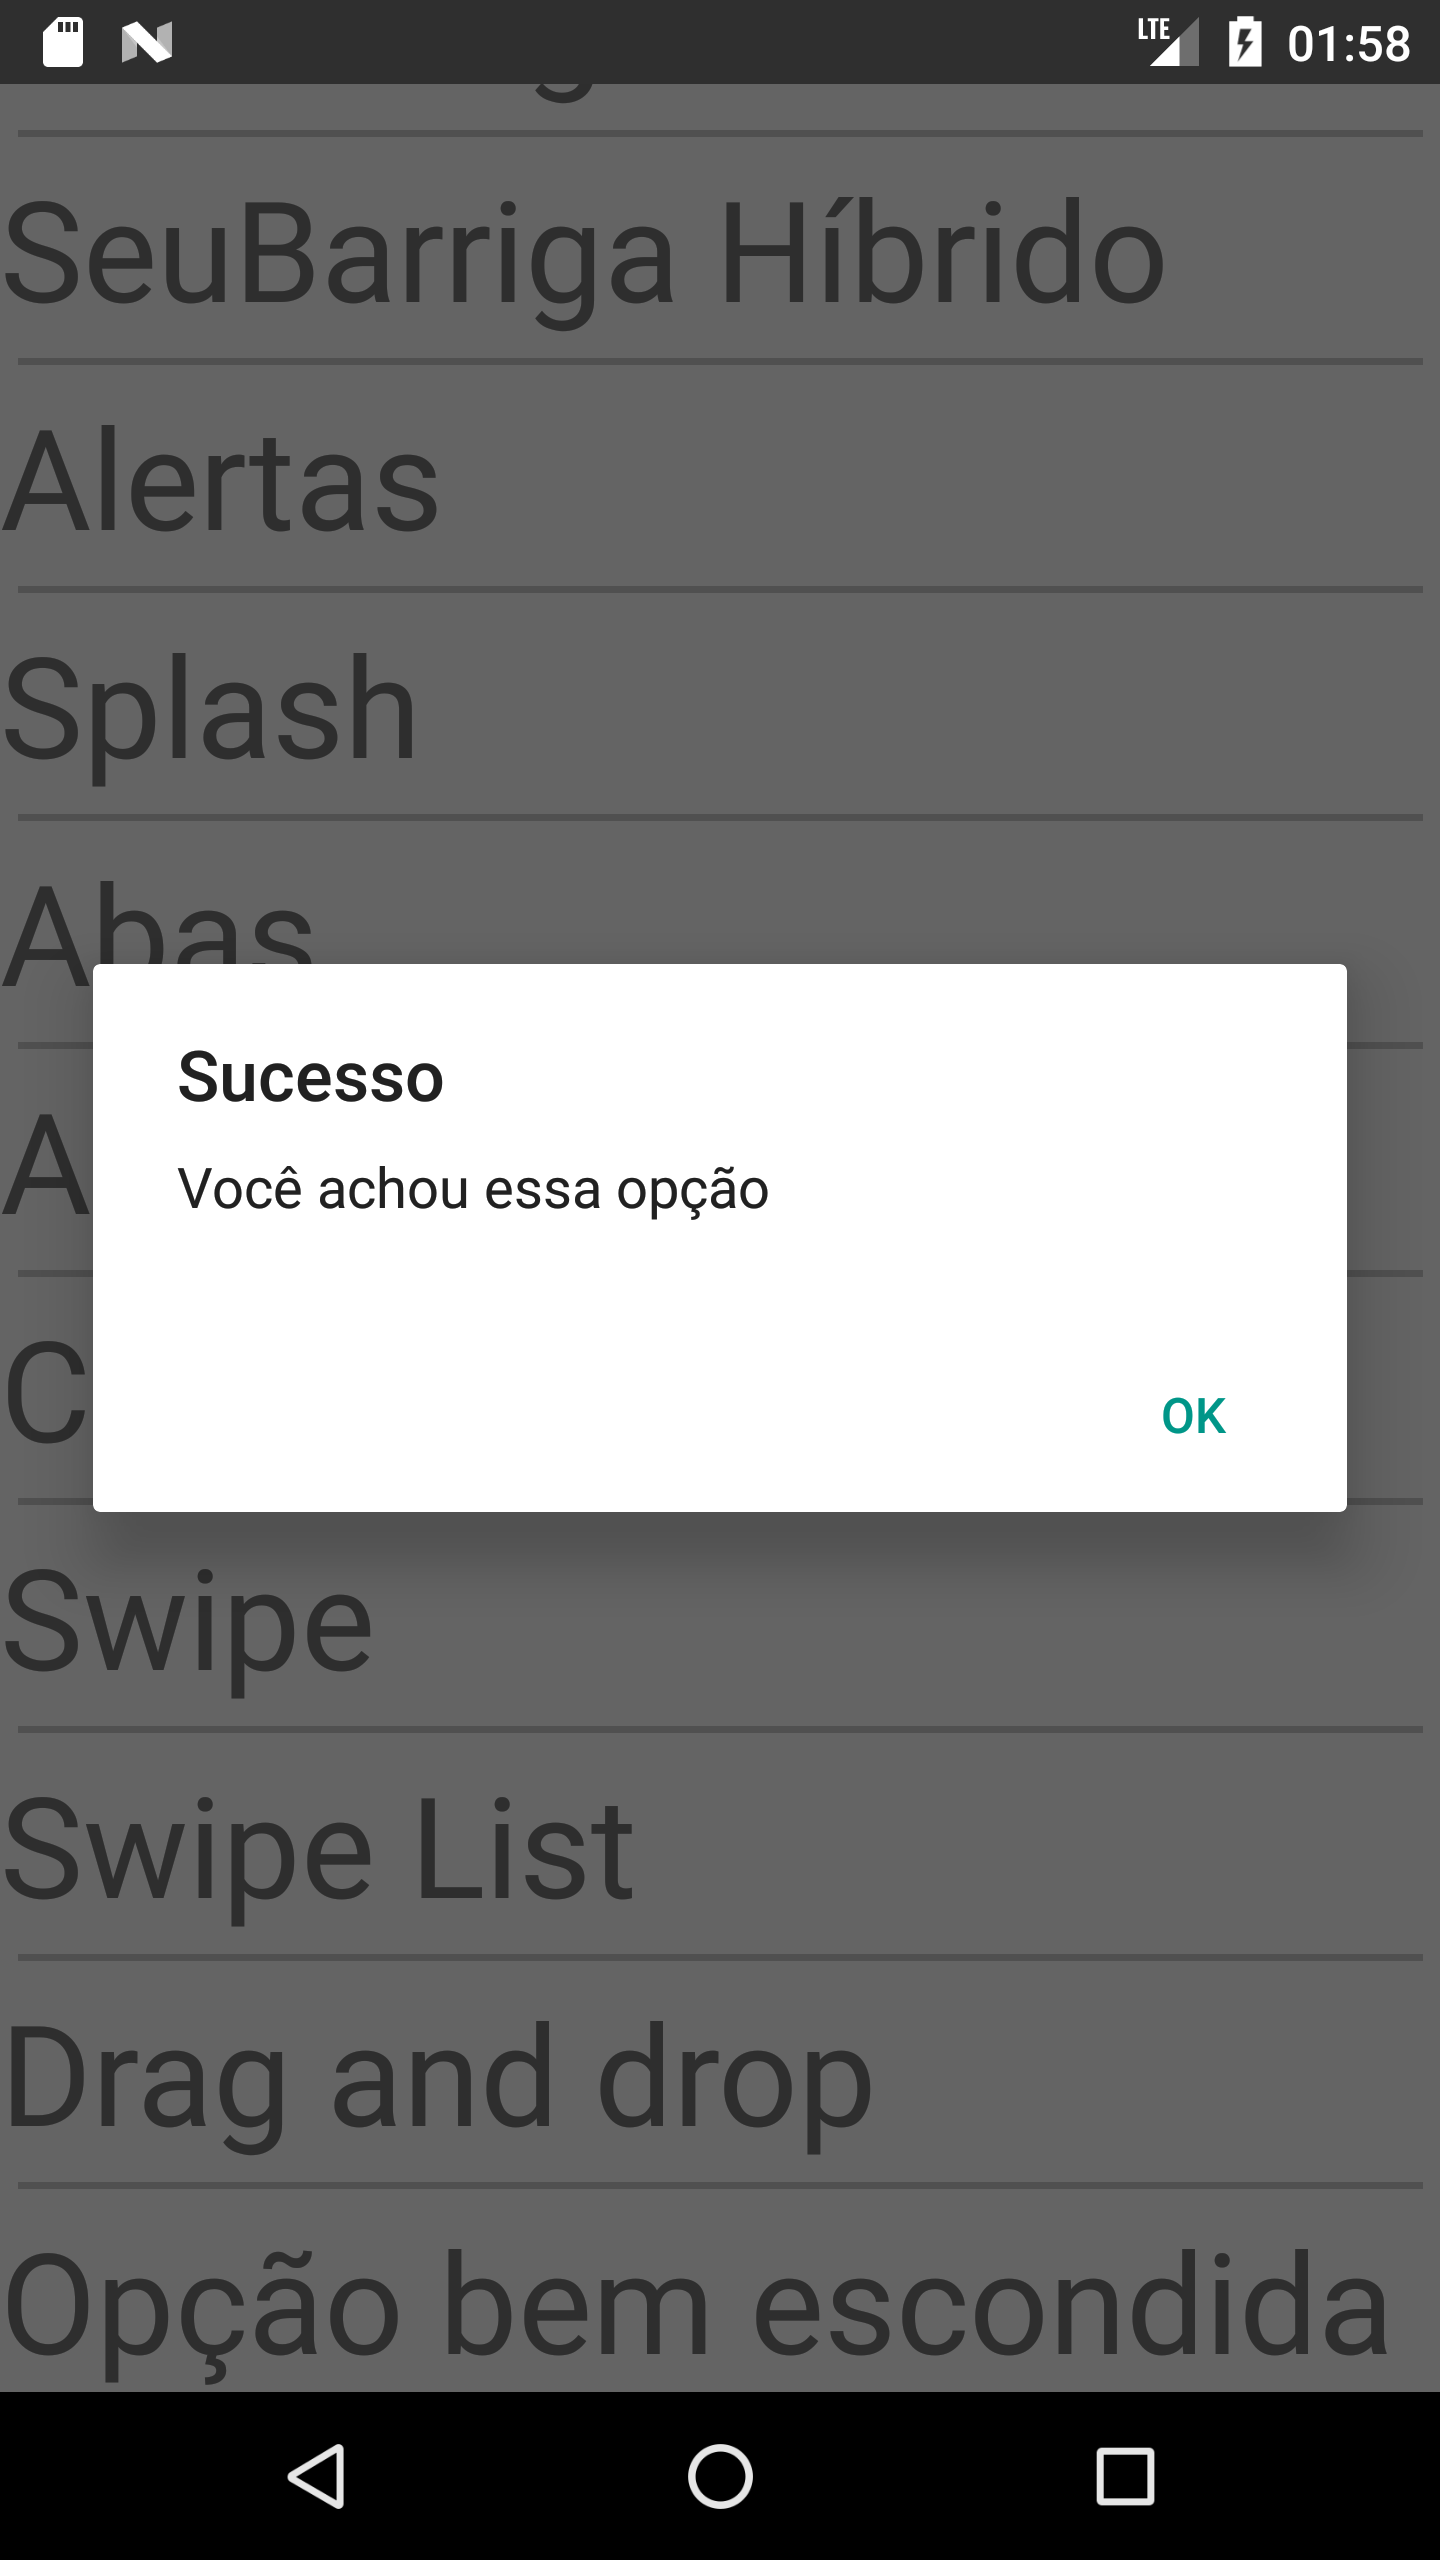 LTE 01:58
SeuBarriga Híbrido
Alertas
Splash
Abas
Sucesso
Você achou essa opção
OK
Swipe
Swipe List
Drag and drop
Opção bem escondida